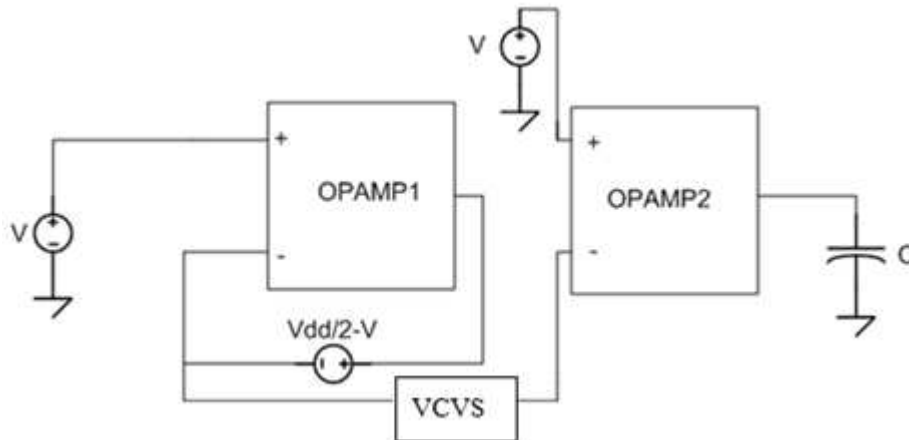 V
+
-
OPAMP1
+
-
Vdd/2-V
-
+
VCVS
V
+
-
OPAMP2
+
-
C